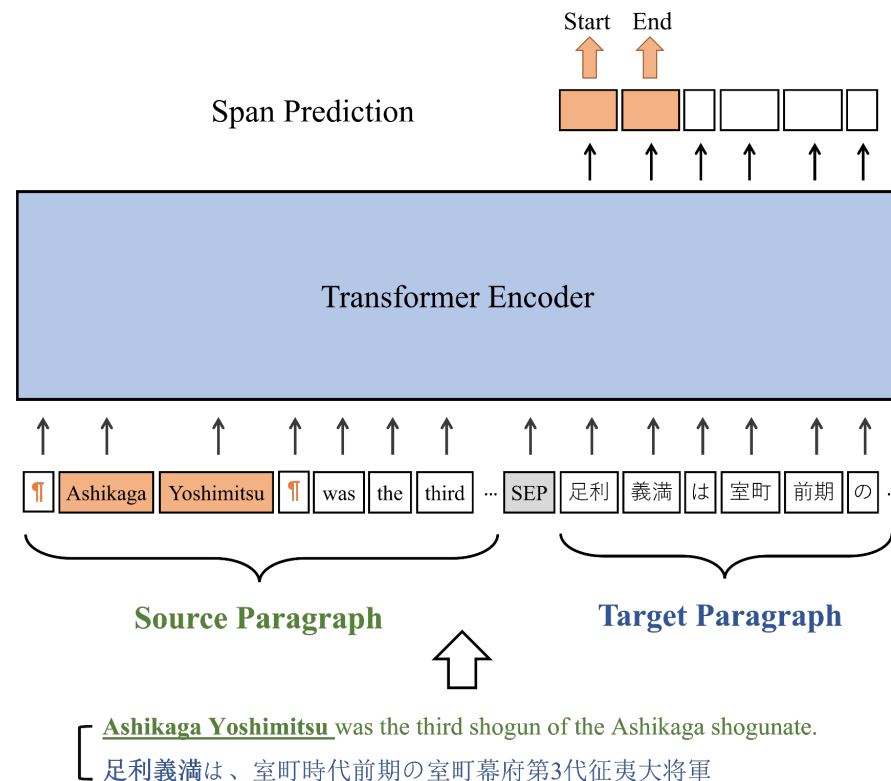 Start End
Span Prediction
Transformer Encoder
¶ Ashikaga Yoshimitsu ¶ was the third ... SEP 足利 義満 は 室町 前期 の ..
Source Paragraph Target Paragraph
Ashikaga Yoshimitsu was the third shogun of the Ashikaga shogunate.
足利義満は、室町時代前期の室町幕府第3代征夷大将軍